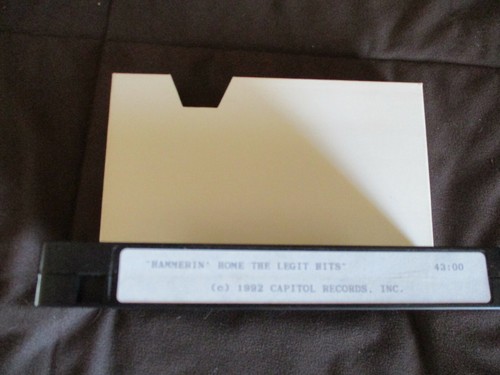 "HAMMERIN' HOME THE LEGIT HITS" 43:00
(c) 1992 CAPITOL RECORDS, INC.